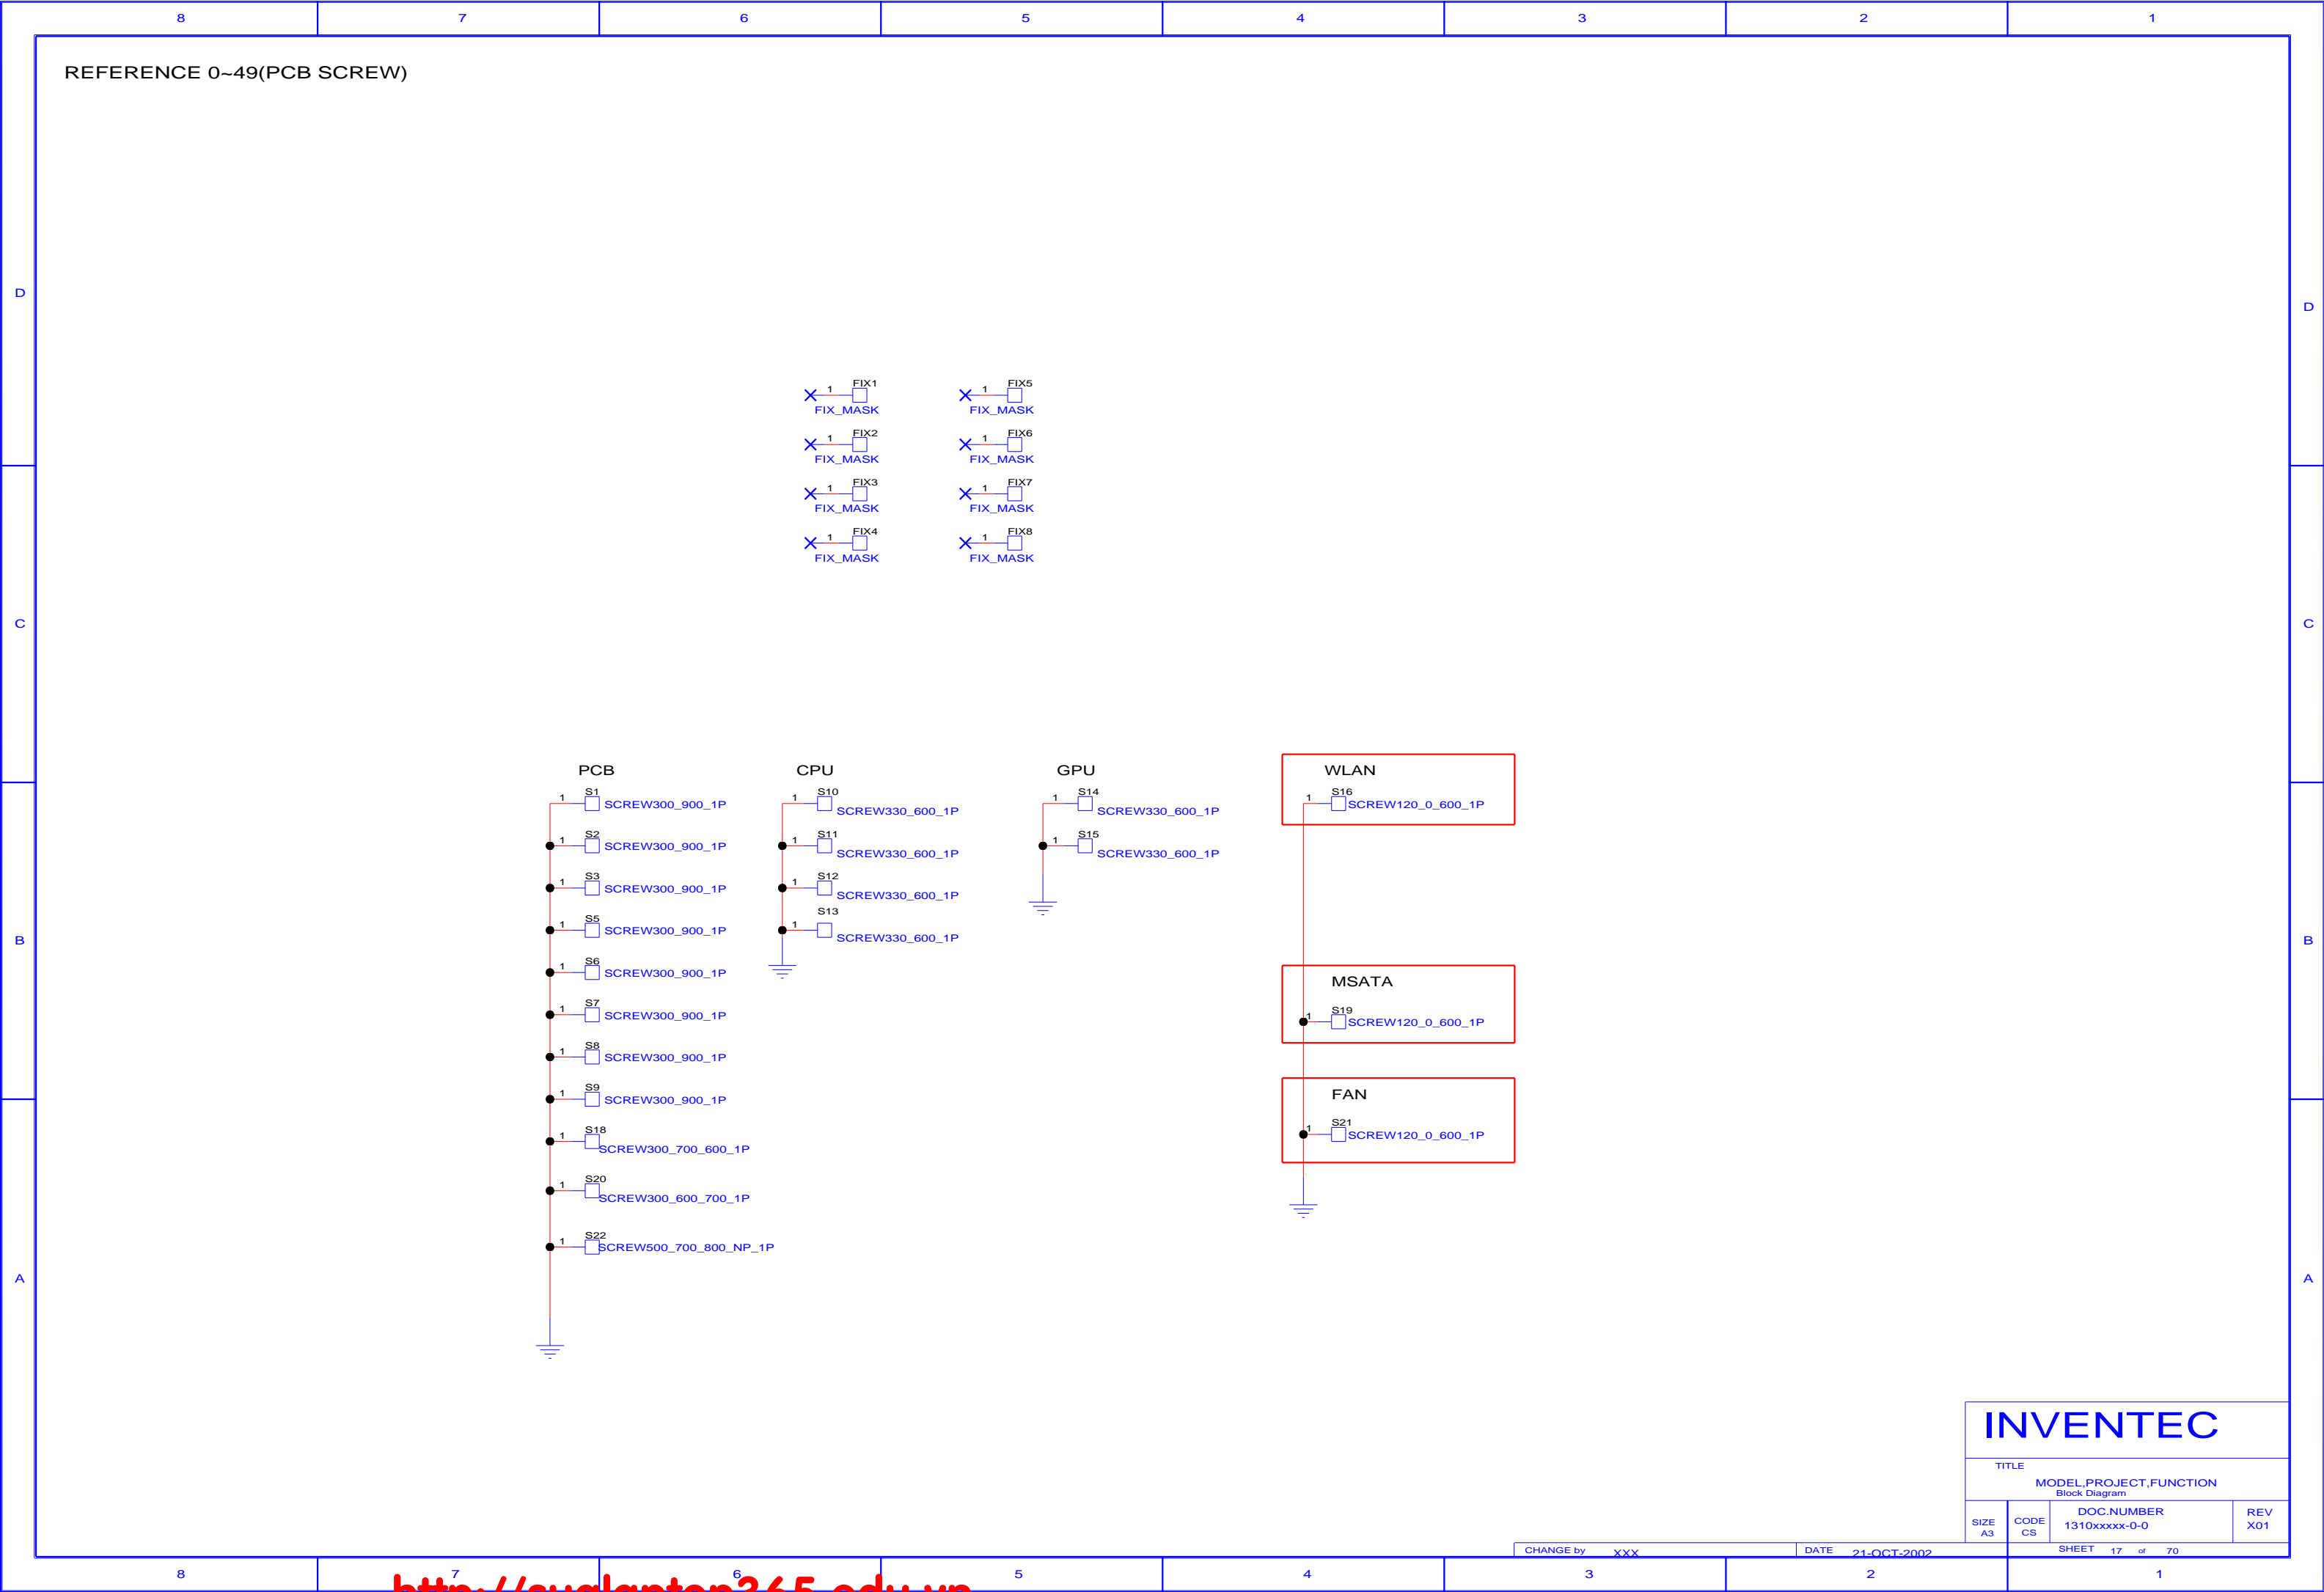 8 7 6 5 4 3 2 1
REFERENCE 0~49(PCB SCREW)
D D
FIX1 FIX5
1 1
FIX_MASK FIX_MASK
FIX2 FIX6
1 1
FIX_MASK FIX_MASK
FIX3 FIX7
1 1
FIX_MASK FIX_MASK
FIX4 FIX8
1 1
FIX_MASK FIX_MASK
C C
PCB CPU GPU WLAN
S1 S10 S14 S16
1 SCREW300_900_1P 1 SCREW330_600_1P 1 SCREW330_600_1P 1 SCREW120_0_600_1P
S2 S11 S15
1 SCREW300_900_1P 1 SCREW330_600_1P 1 SCREW330_600_1P
S3 S12
1 SCREW300_900_1P 1 SCREW330_600_1P
S5 S13
1 SCREW300_900_1P 1 SCREW330_600_1P
B B
S6
1 SCREW300_900_1P
MSATA
S7 S19
1 SCREW300_900_1P 1 SCREW120_0_600_1P
S8
1 SCREW300_900_1P
S9 FAN
1 SCREW300_900_1P
S18 S21
1 SCREW300_700_600_1P 1 SCREW120_0_600_1P
S20
1 SCREW300_600_700_1P
S22
1 SCREW500_700_800_NP_1P
A A
INVENTEC
TITLE
MODEL,PROJECT,FUNCTION
Block Diagram
SIZE CODE DOC.NUMBER REV
A3 CS 1310xxxxx-0-0 X01
CHANGE by XXX DATE 21-OCT-2002 SHEET 17 of 70
8 7 6 5 4 3 2 1
http://sualaptop365.edu.vn